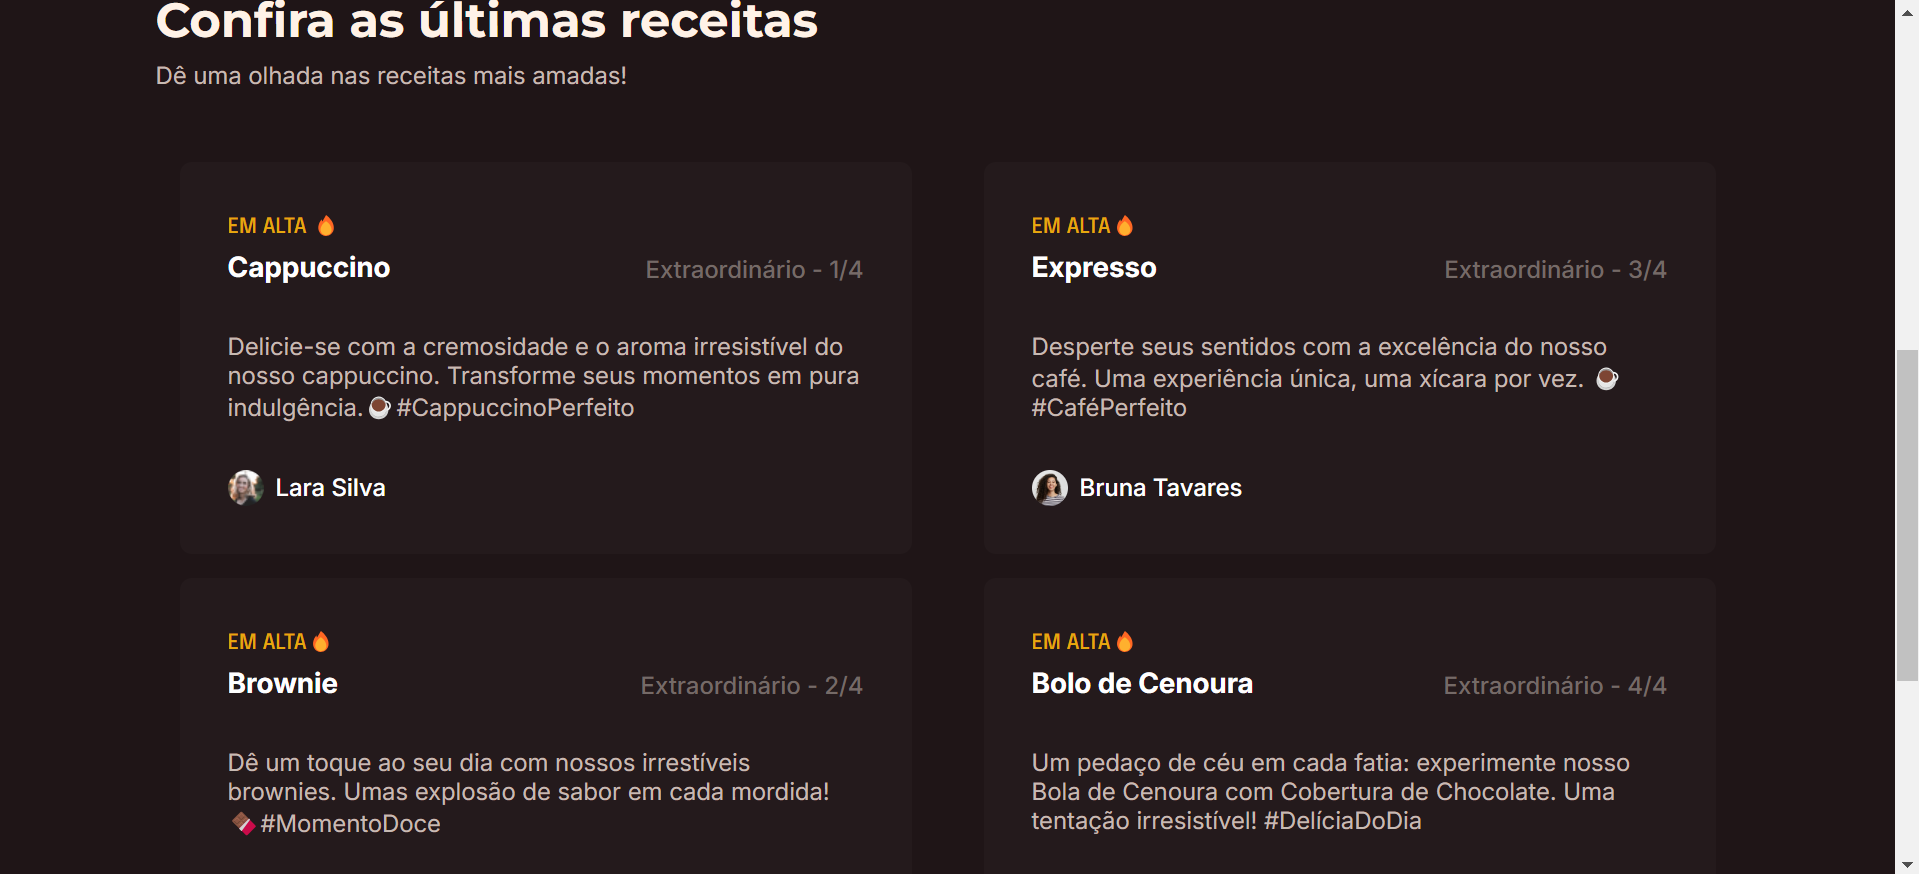 Confira as últimas receitas
Dê uma olhada nas receitas mais amadas!
EM ALTA 🔥
Cappuccino
Extraordinário - 1/4
Delicie-se com a cremosidade e o aroma irresistível do
nosso cappuccino. Transforme seus momentos em pura
indulgência.☕#CappuccinoPerfeito
Lara Silva
EM ALTA🔥
Expresso
Extraordinário - 3/4
Desperte seus sentidos com a excelência do nosso
café. Uma experiência única, uma xícara por vez. ☕
#CaféPerfeito
Bruna Tavares
EM ALTA🔥
Brownie
Extraordinário - 2/4
Dê um toque ao seu dia com nossos irrestíveis
brownies. Umas explosão de sabor em cada mordida!
🍫#MomentoDoce
EM ALTA🔥
Bolo de Cenoura
Extraordinário - 4/4
Um pedaço de céu em cada fatia: experimente nosso
Bola de Cenoura com Cobertura de Chocolate. Uma
tentação irresistível! #DelíciaDoDia